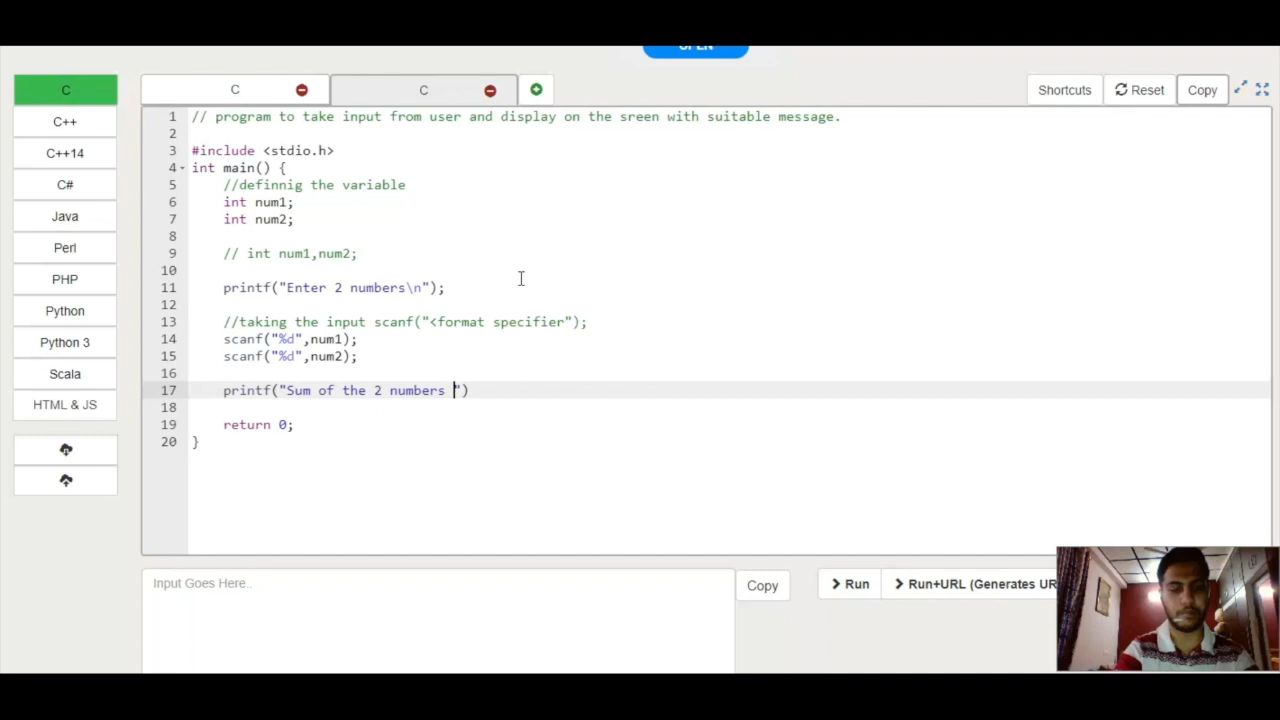 OPEN
C
C++
C++14
C#
Java
Perl
PHP
Python
Python 3
Scala
HTML & JS
C
C
Shortcuts
Reset
Copy
1 // program to take input from user and display on the sreen with suitable message.
2
3 #include <stdio.h>
4 int main() {
5 //definnig the variable
6 int num1;
7 int num2;
8
9 // int num1,num2;
10
11 printf("Enter 2 numbers\n");
12
13 //taking the input scanf("<format specifier");
14 scanf("%d",num1);
15 scanf("%d",num2);
16
17 printf("Sum of the 2 numbers ")
18
19 return 0;
20 }
Input Goes Here..
Copy
Run
Run+URL (Generates UR